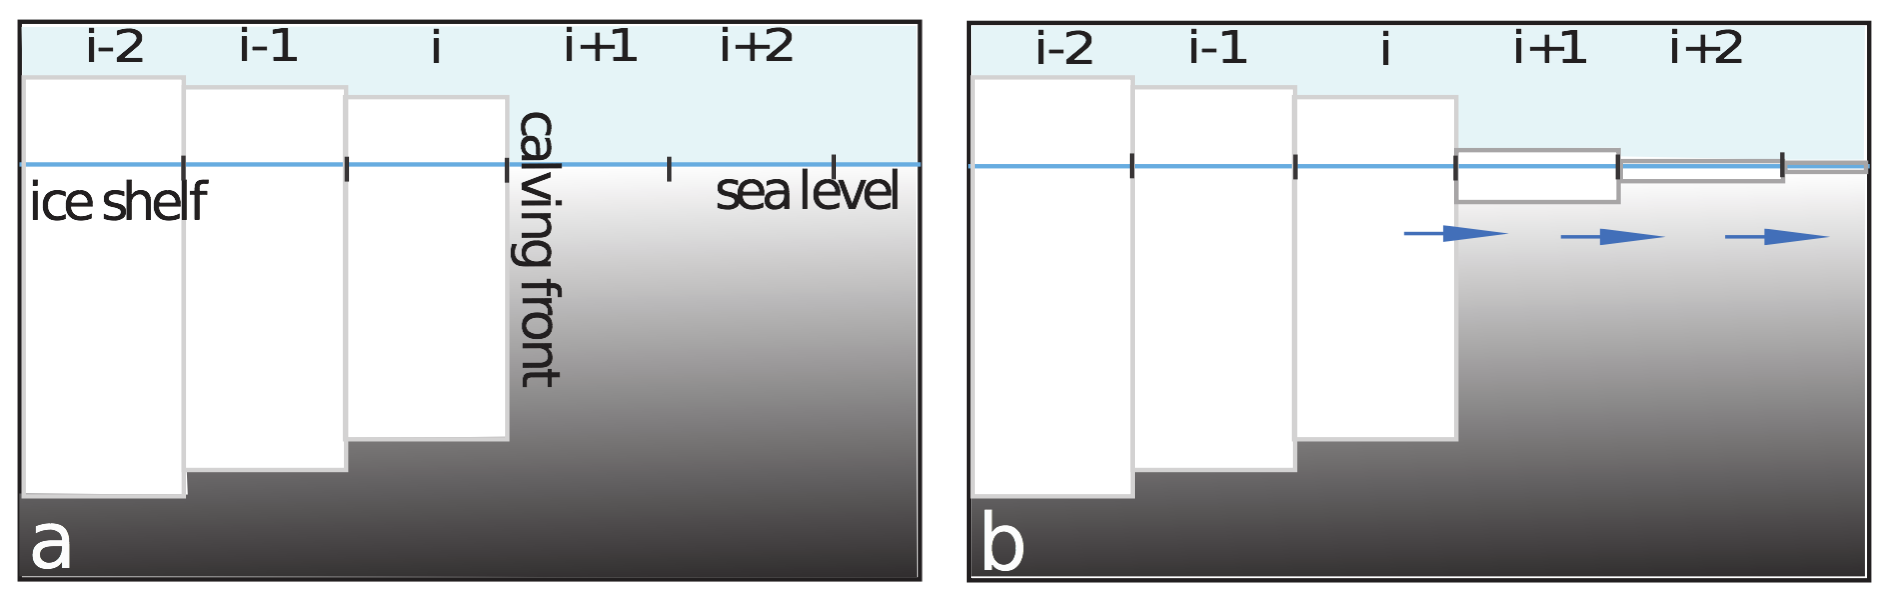 i-2 i-1 i i+1 i+2
ice shelf
calving front
sea level
a
i-2 i-1 i i+1 i+2
b